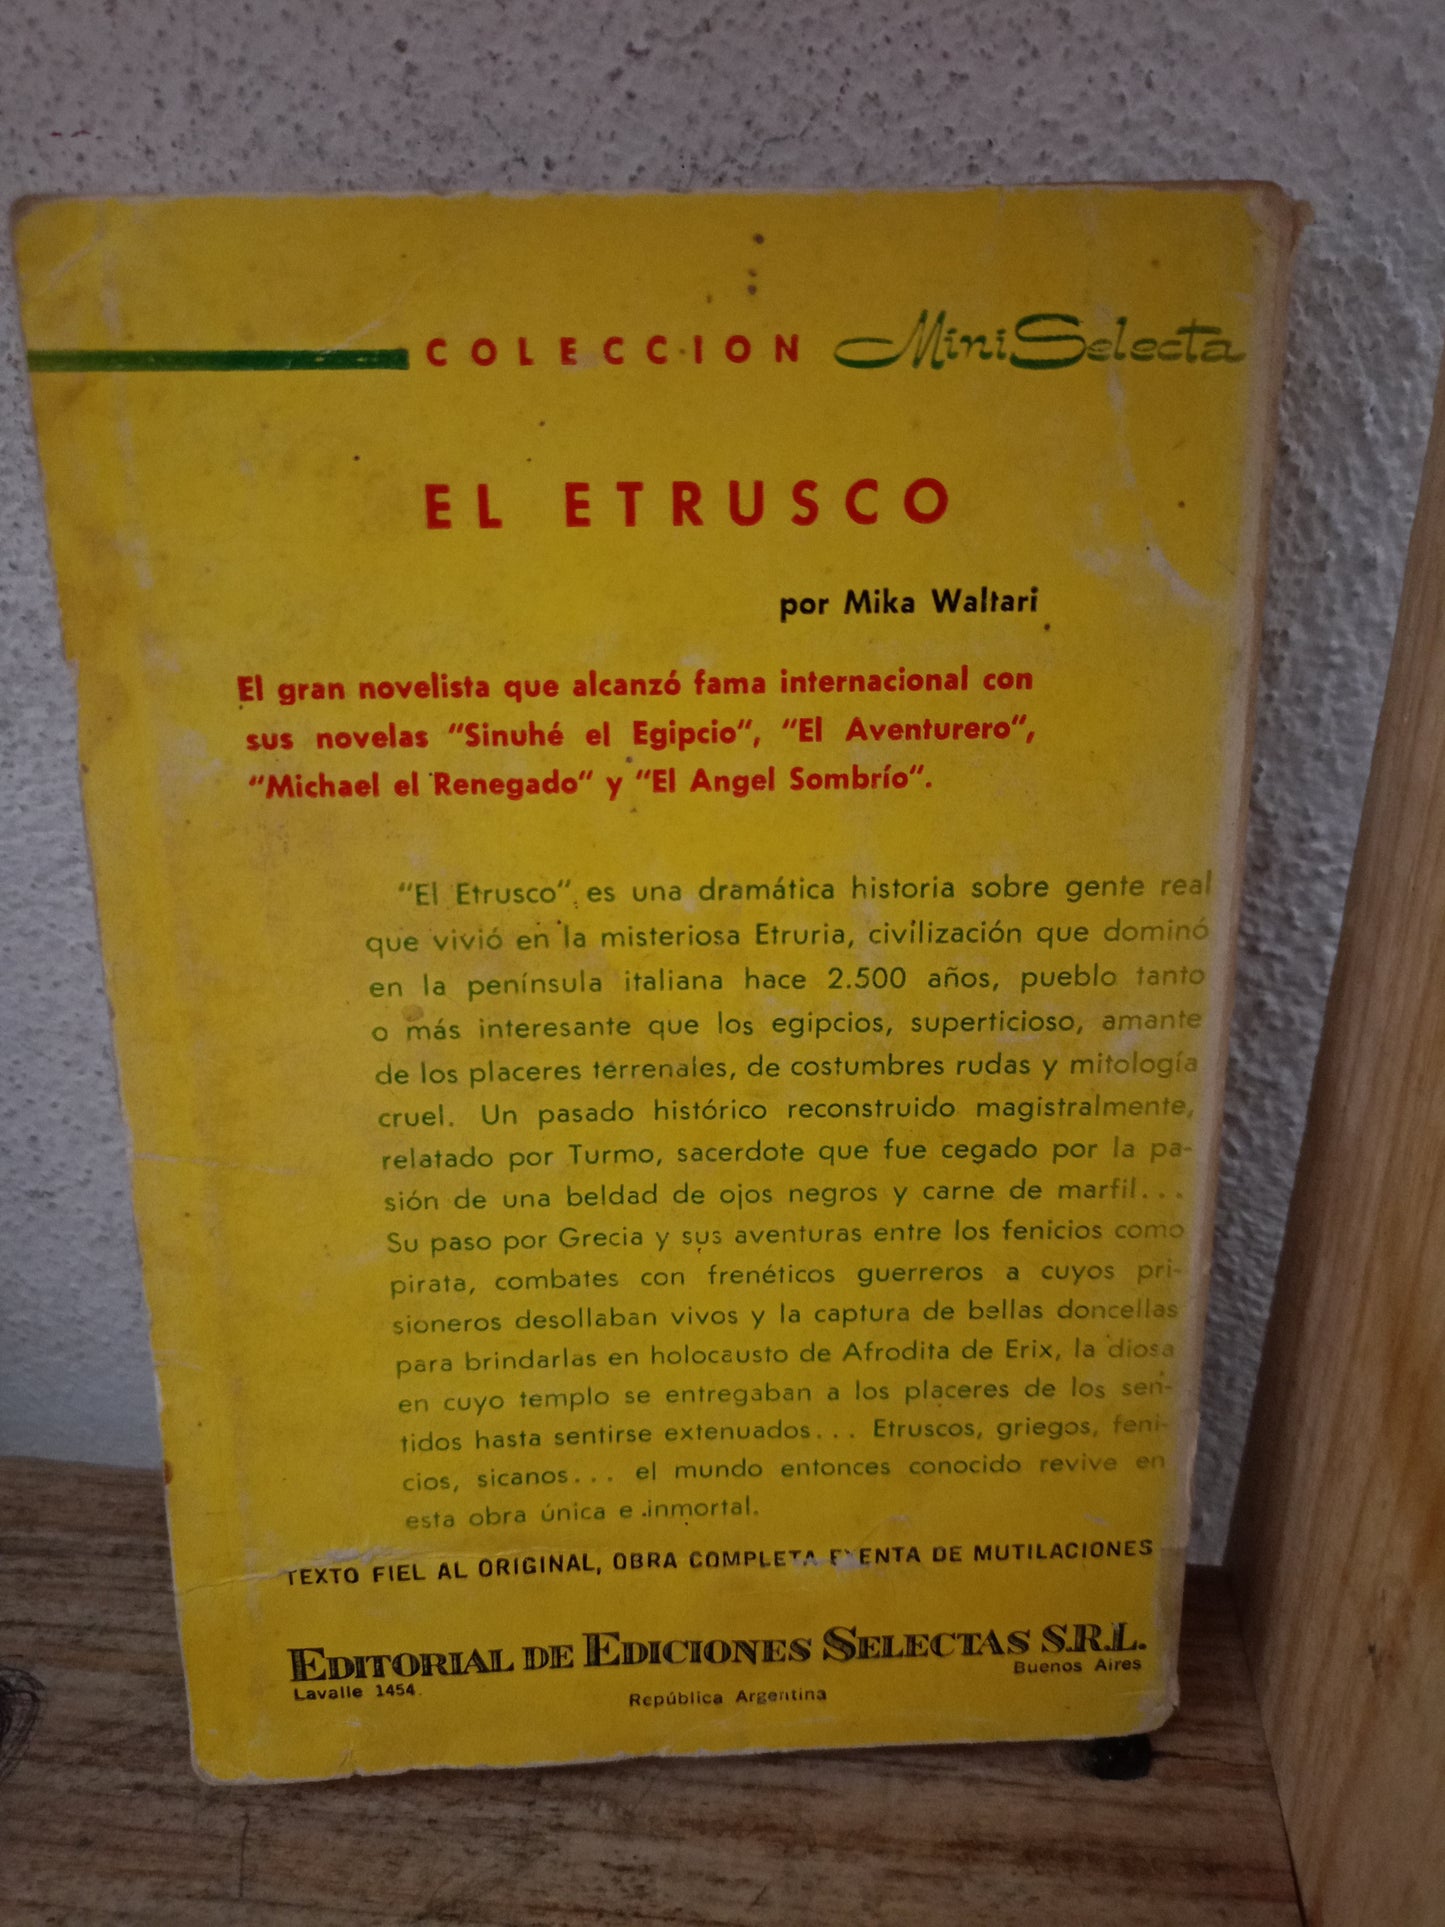 COLECCION MiniSelecta
EL ETRUSCO
por Mika Waltari
El gran novelista que alcanzó fama internacional con
sus novelas "Sinuhé el Egipcio", "El Aventurero",
"Michael el Renegado" y "El Angel Sombrío".
"El Etrusco" es una dramática historia sobre gente real
que vivió en la misteriosa Etruria, civilización que dominó
en la península italiana hace 2.500 años, pueblo tanto
o más interesante que los egipcios, superticioso, amante
de los placeres terrenales, de costumbres rudas y mitología
cruel. Un pasado histórico reconstruido magistralmente,
relatado por Turmo, sacerdote que fue cegado por la pa-
sión de una beldad de ojos negros y carne de marfil...
Su paso por Grecia y sus aventuras entre los fenicios como
pirata, combates con frenéticos guerreros a cuyos pri-
sioneros desollaban vivos y la captura de bellas doncellas
para brindarlas en holocausto de Afrodita de Erix, la diosa
en cuyo templo se entregaban a los placeres de los sen-
tidos hasta sentirse extenuados... Etruscos, griegos, feni-
cios, sicanos... el mundo entonces conocido revive en
esta obra única e inmortal.
TEXTO FIEL AL ORIGINAL, OBRA COMPLETA EXENTA DE MUTILACIONES
EDITORIAL DE EDICIONES SELECTAS S.R.L.
Lavalle 1454 República Argentina Buenos Aires